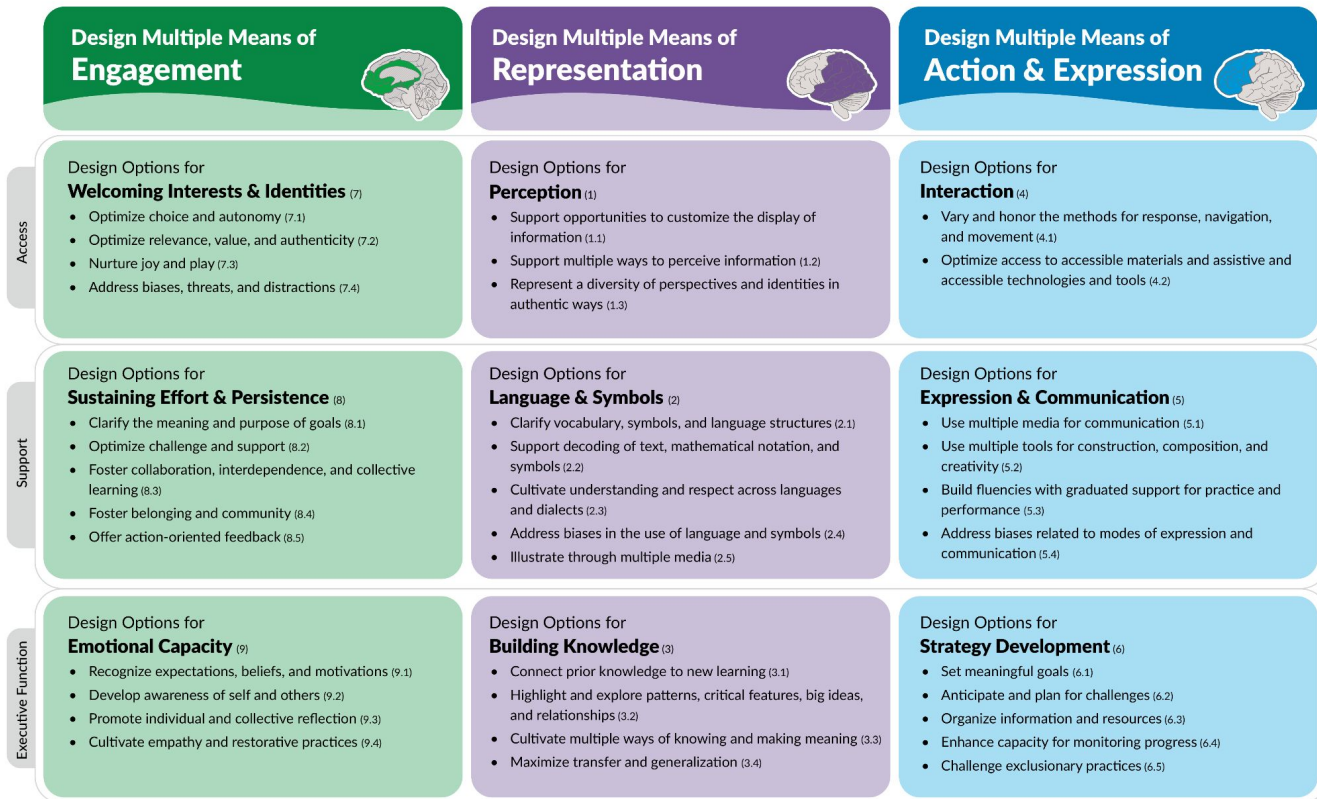 Design Multiple Means of
Engagement
Design Multiple Means of
Representation
Design Multiple Means of
Action & Expression
Access
Design Options for
Welcoming Interests & Identities (7)
• Optimize choice and autonomy (7.1)
• Optimize relevance, value, and authenticity (7.2)
• Nurture joy and play (7.3)
• Address biases, threats, and distractions (7.4)
Design Options for
Perception (1)
• Support opportunities to customize the display of
information (1.1)
• Support multiple ways to perceive information (1.2)
• Represent a diversity of perspectives and identities in
authentic ways (1.3)
Design Options for
Interaction (4)
• Vary and honor the methods for response, navigation,
and movement (4.1)
• Optimize access to accessible materials and assistive and
accessible technologies and tools (4.2)
Support
Design Options for
Sustaining Effort & Persistence (8)
• Clarify the meaning and purpose of goals (8.1)
• Optimize challenge and support (8.2)
• Foster collaboration, interdependence, and collective
learning (8.3)
• Foster belonging and community (8.4)
• Offer action-oriented feedback (8.5)
Design Options for
Language & Symbols (2)
• Clarify vocabulary, symbols, and language structures (2.1)
• Support decoding of text, mathematical notation, and
symbols (2.2)
• Cultivate understanding and respect across languages
and dialects (2.3)
• Address biases in the use of language and symbols (2.4)
• Illustrate through multiple media (2.5)
Design Options for
Expression & Communication (5)
• Use multiple media for communication (5.1)
• Use multiple tools for construction, composition, and
creativity (5.2)
• Build fluencies with graduated support for practice and
performance (5.3)
• Address biases related to modes of expression and
communication (5.4)
Executive Function
Design Options for
Emotional Capacity (9)
• Recognize expectations, beliefs, and motivations (9.1)
• Develop awareness of self and others (9.2)
• Promote individual and collective reflection (9.3)
• Cultivate empathy and restorative practices (9.4)
Design Options for
Building Knowledge (3)
• Connect prior knowledge to new learning (3.1)
• Highlight and explore patterns, critical features, big ideas,
and relationships (3.2)
• Cultivate multiple ways of knowing and making meaning (3.3)
• Maximize transfer and generalization (3.4)
Design Options for
Strategy Development (6)
• Set meaningful goals (6.1)
• Anticipate and plan for challenges (6.2)
• Organize information and resources (6.3)
• Enhance capacity for monitoring progress (6.4)
• Challenge exclusionary practices (6.5)